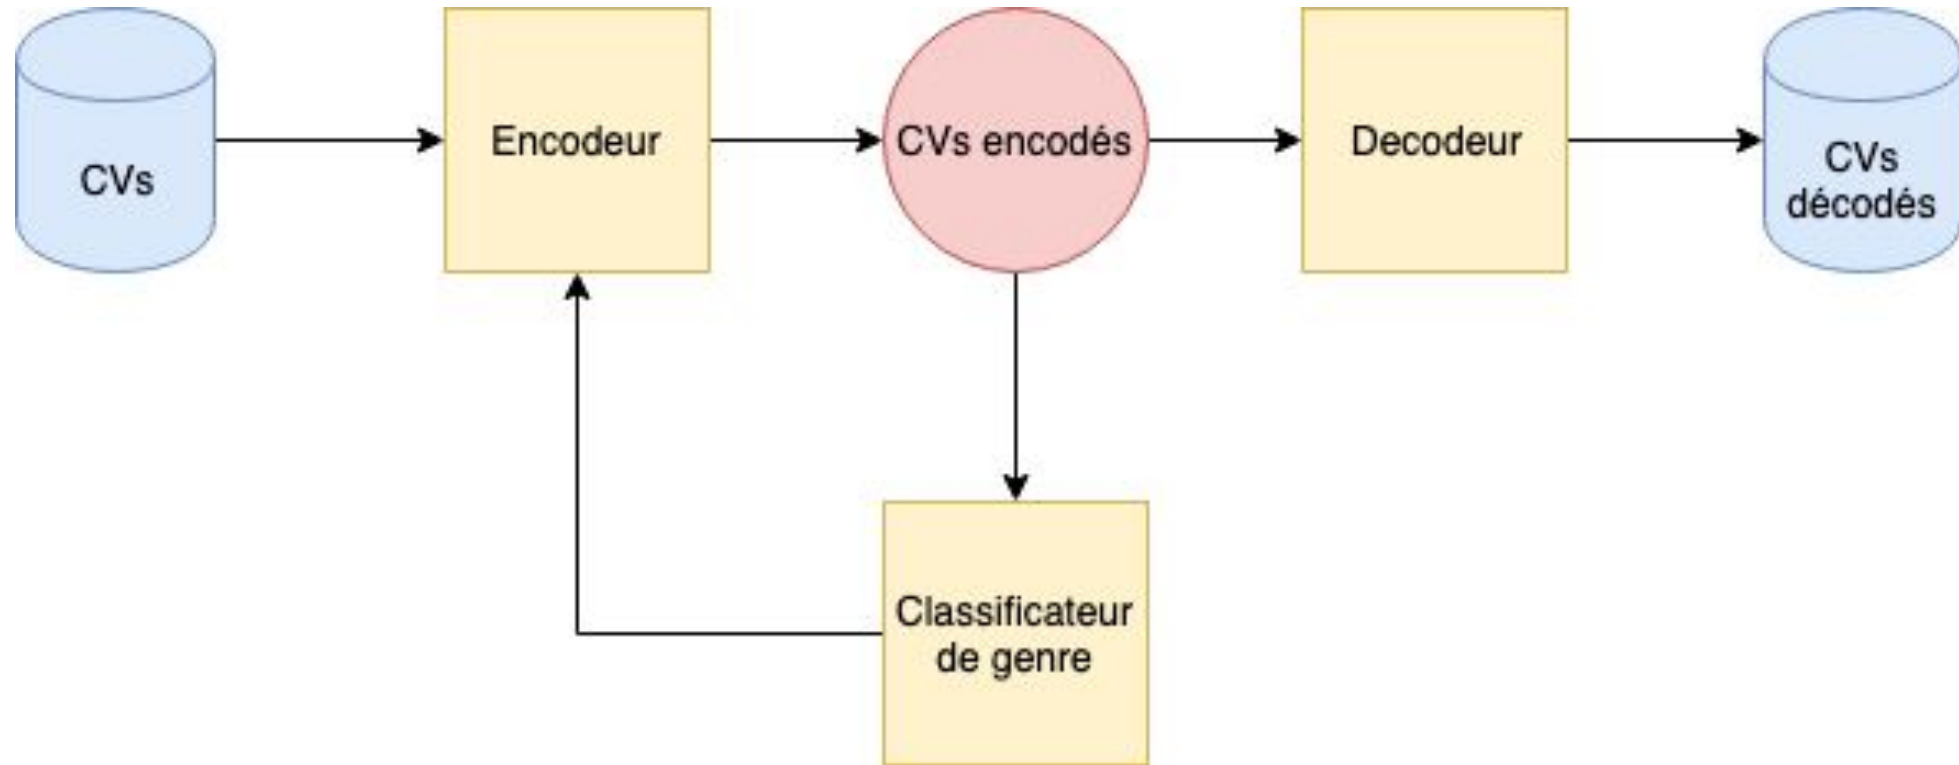 CVs
Encodeur
CVs encodés
Decodeur
CVs
décodés
Classificateur
de genre